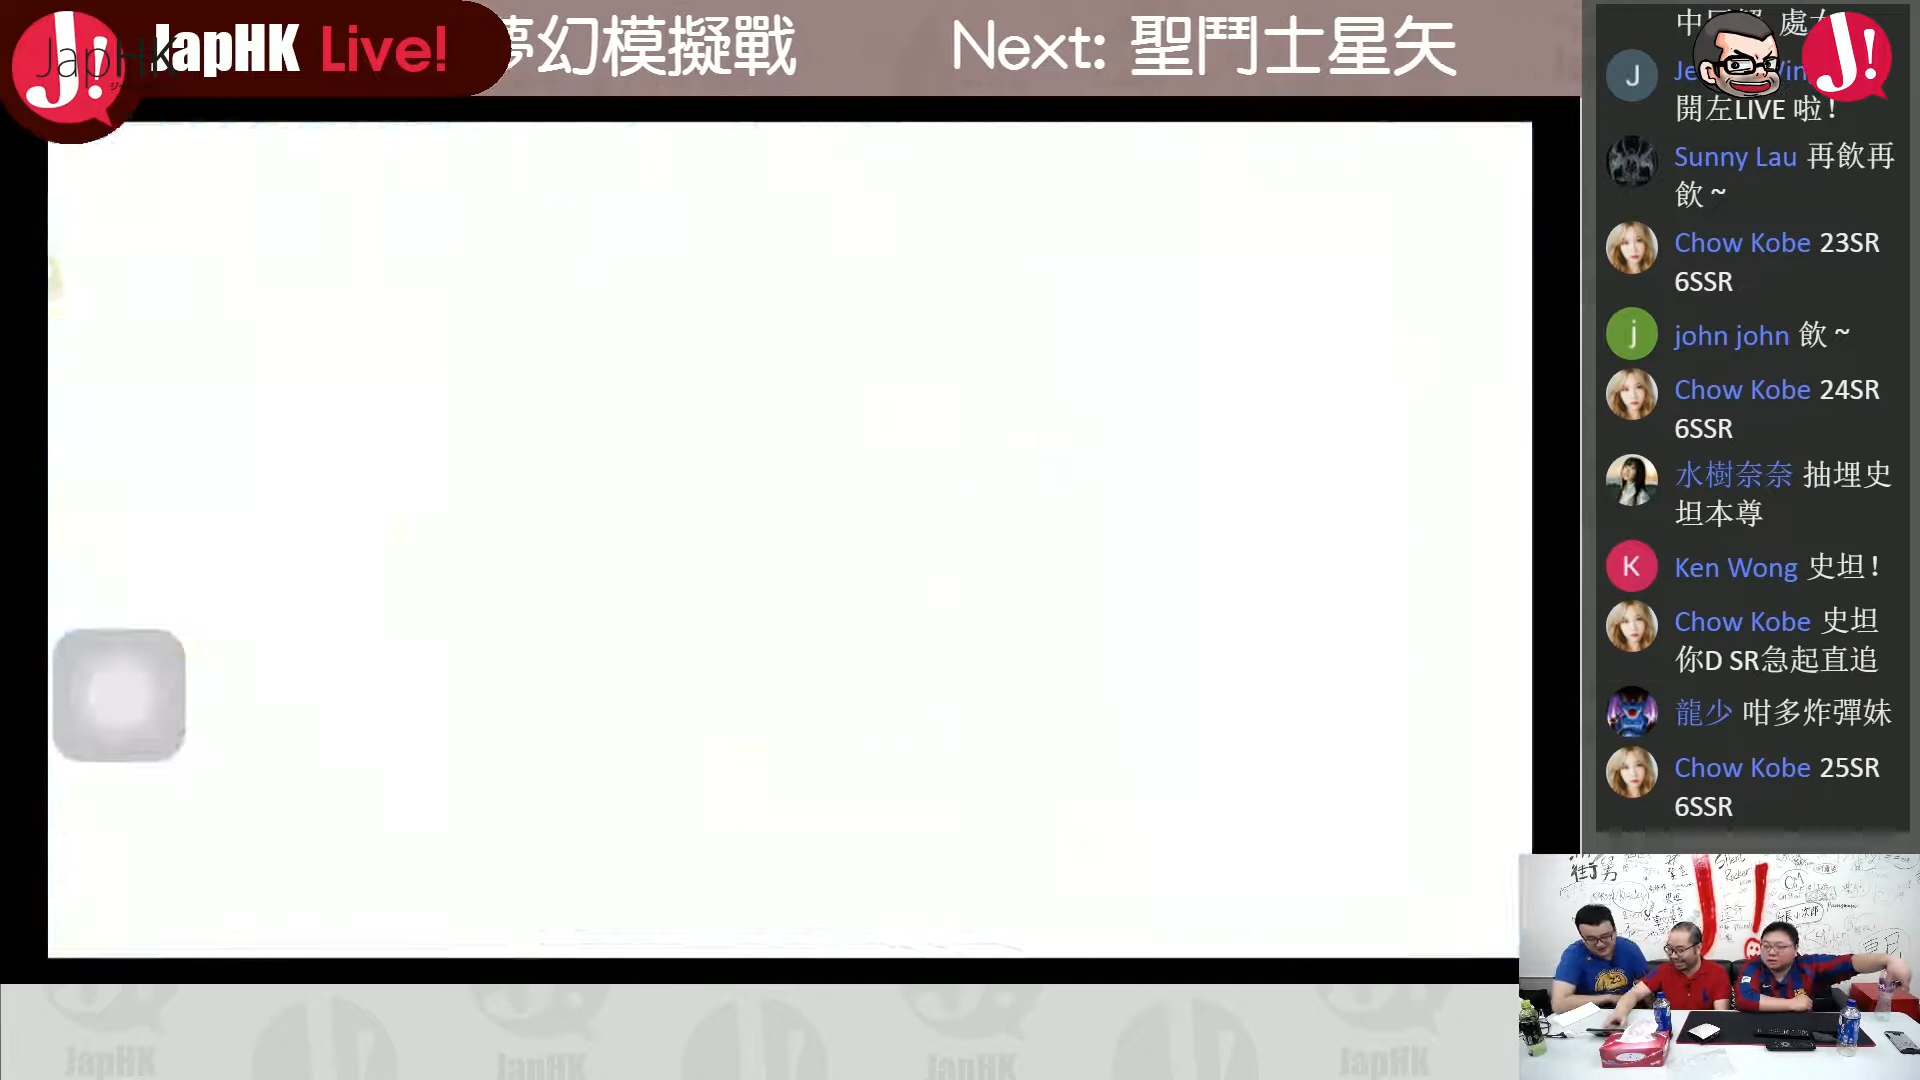 JapHK Live!
夢幻模擬戰
Next: 聖鬥士星矢
開左LIVE 啦！
Sunny Lau 再飲再
飲 ~
Chow Kobe 23SR
6SSR
john john 飲 ~
Chow Kobe 24SR
6SSR
水樹奈奈 抽埋史
坦本尊
Ken Wong 史坦！
Chow Kobe 史坦
你D SR急起直追
龍少 咁多炸彈妹
Chow Kobe 25SR
6SSR
JapHK
JapHK
JapHK
JapHK